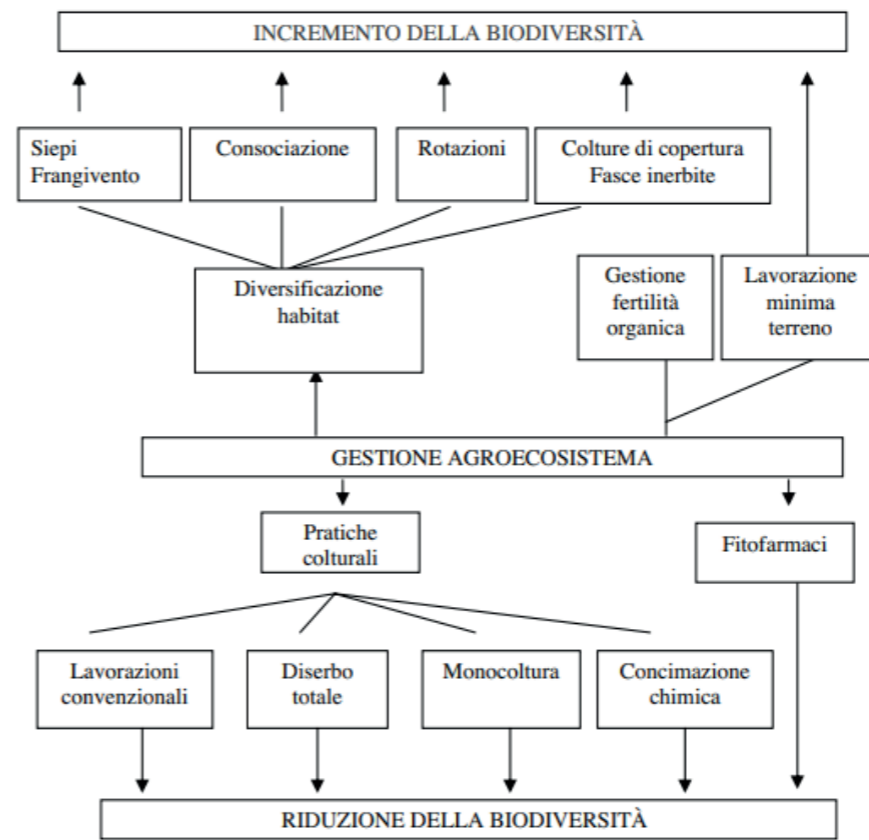 INCREMENTO DELLA BIODIVERSITÀ
Siepi
Frangivento
Consociazione
Rotazioni
Colture di copertura
Fasce inerbite
Diversificazione
habitat
Gestione
fertilità
organica
Lavorazione
minima
terreno
GESTIONE AGROECOSISTEMA
Pratiche
colturali
Fitofarmaci
Lavorazioni
convenzionali
Diserbo
totale
Monocoltura
Concimazione
chimica
RIDUZIONE DELLA BIODIVERSITÀ